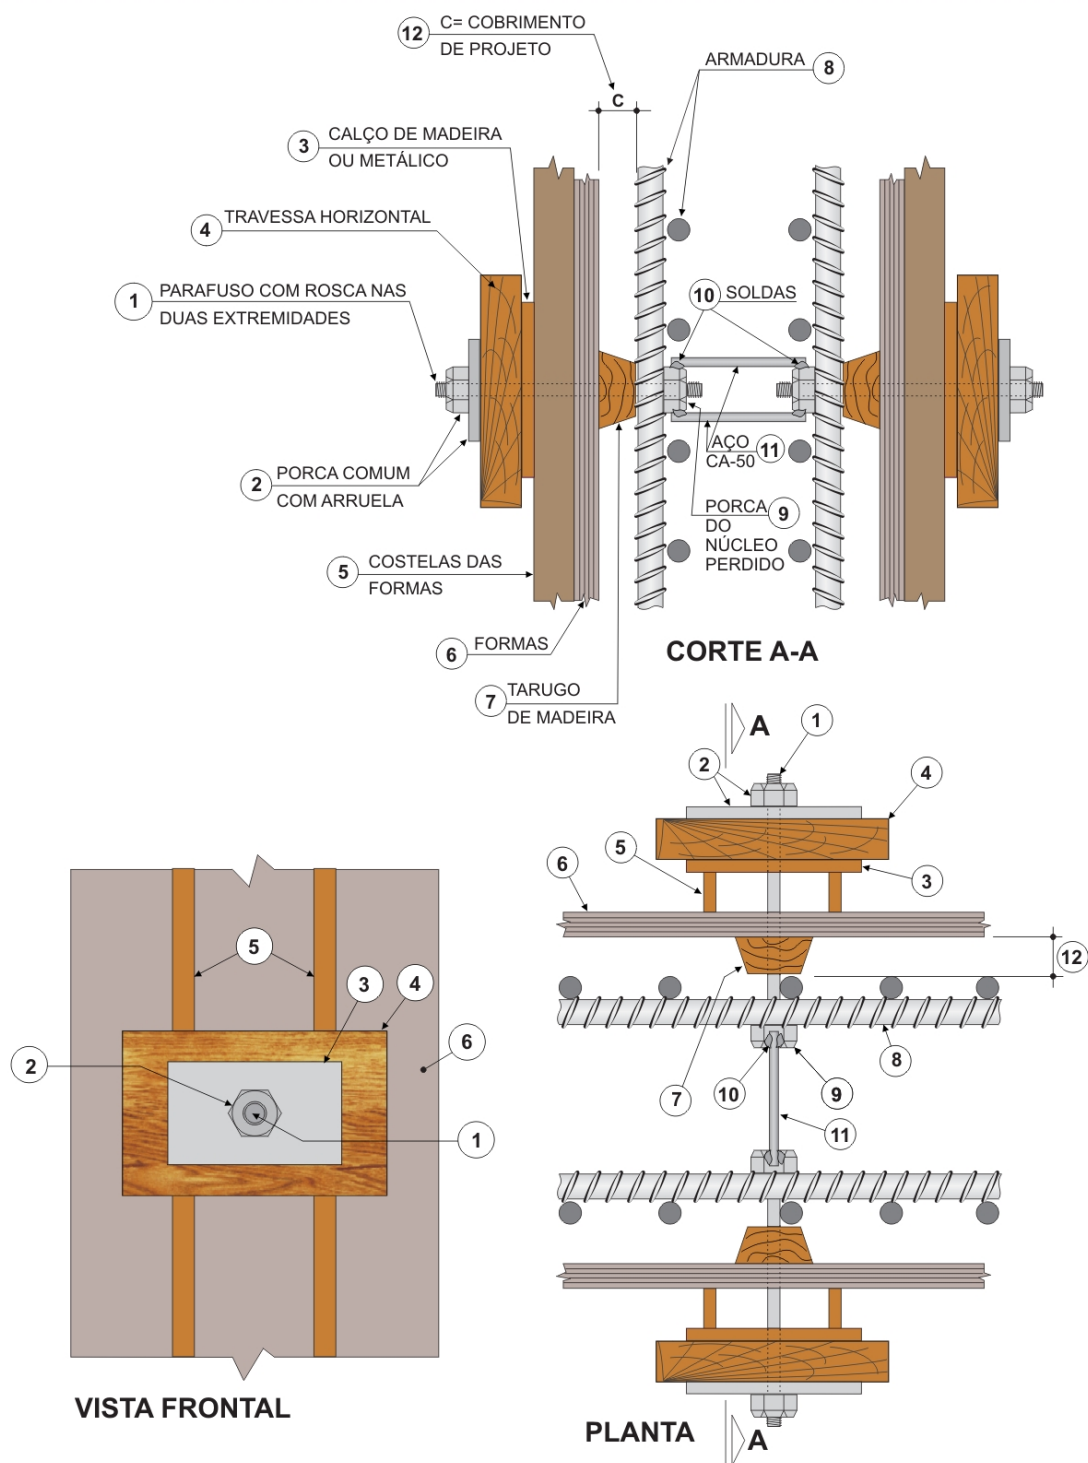 12
C= COBRIMENTO
DE PROJETO
ARMADURA
8
C
3
CALÇO DE MADEIRA
OU METÁLICO
4
TRAVESSA HORIZONTAL
1
PARAFUSO COM ROSCA NAS
DUAS EXTREMIDADES
10
SOLDAS
2
PORCA COMUM
COM ARRUELA
AÇO
CA-50
11
PORCA
DO
NÚCLEO
PERDIDO
9
5
COSTELAS DAS
FORMAS
6
FORMAS
7
TARUGO
DE MADEIRA
CORTE A-A
A
1
2
4
5
6
3
12
7
10
9
8
11
A
PLANTA
5
3
4
2
6
1
VISTA FRONTAL